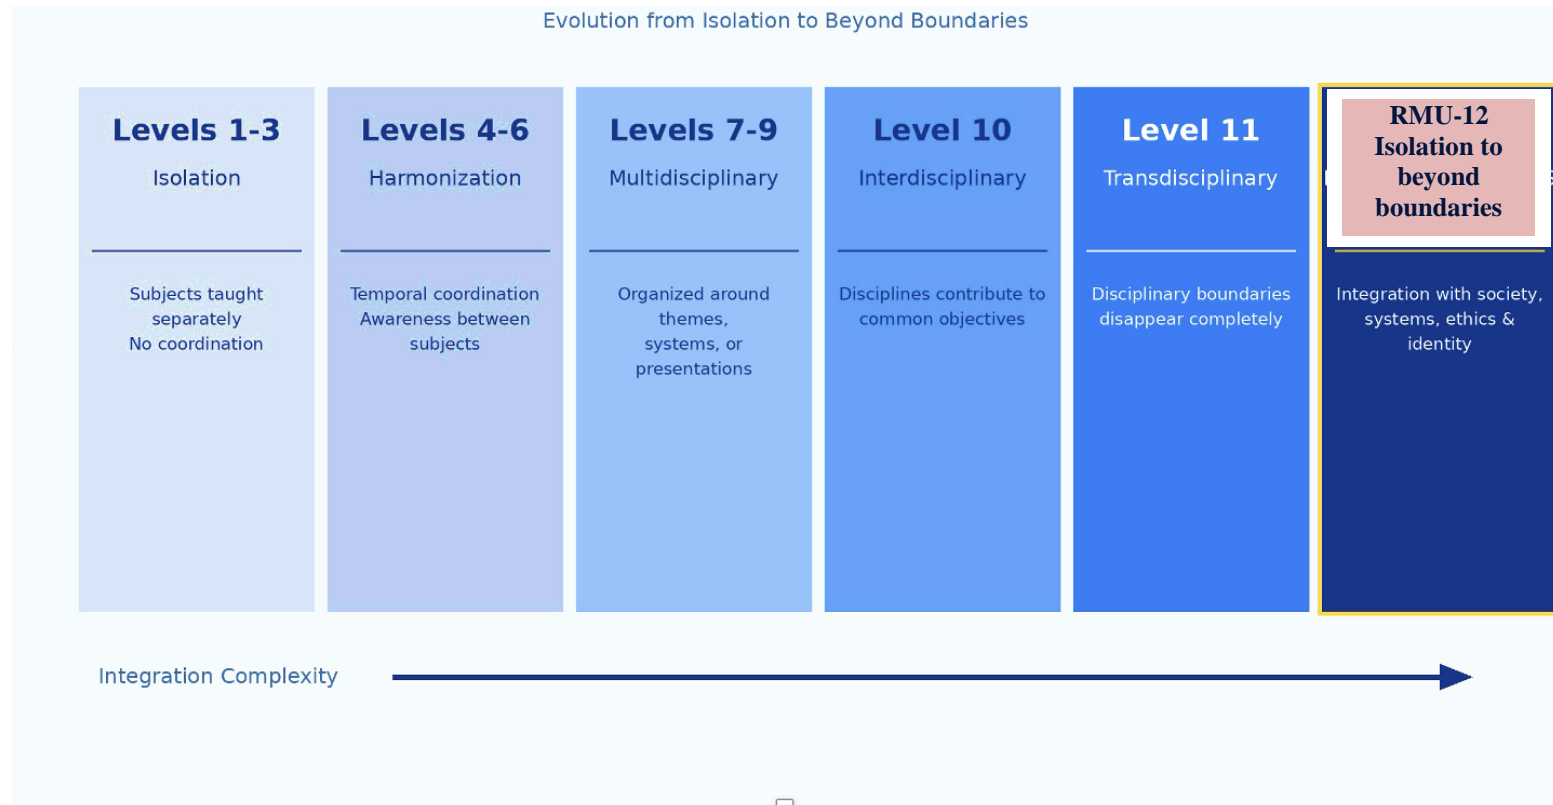 Evolution from Isolation to Beyond Boundaries
Levels 1-3
Isolation
Subjects taught
separately
No coordination
Levels 4-6
Harmonization
Temporal coordination
Awareness between
subjects
Levels 7-9
Multidisciplinary
Organized around
themes,
systems, or
presentations
Level 10
Interdisciplinary
Disciplines contribute to
common objectives
Level 11
Transdisciplinary
Disciplinary boundaries
disappear completely
RMU-12
Isolation to
beyond
boundaries
Integration with society,
systems, ethics &
identity
Integration Complexity